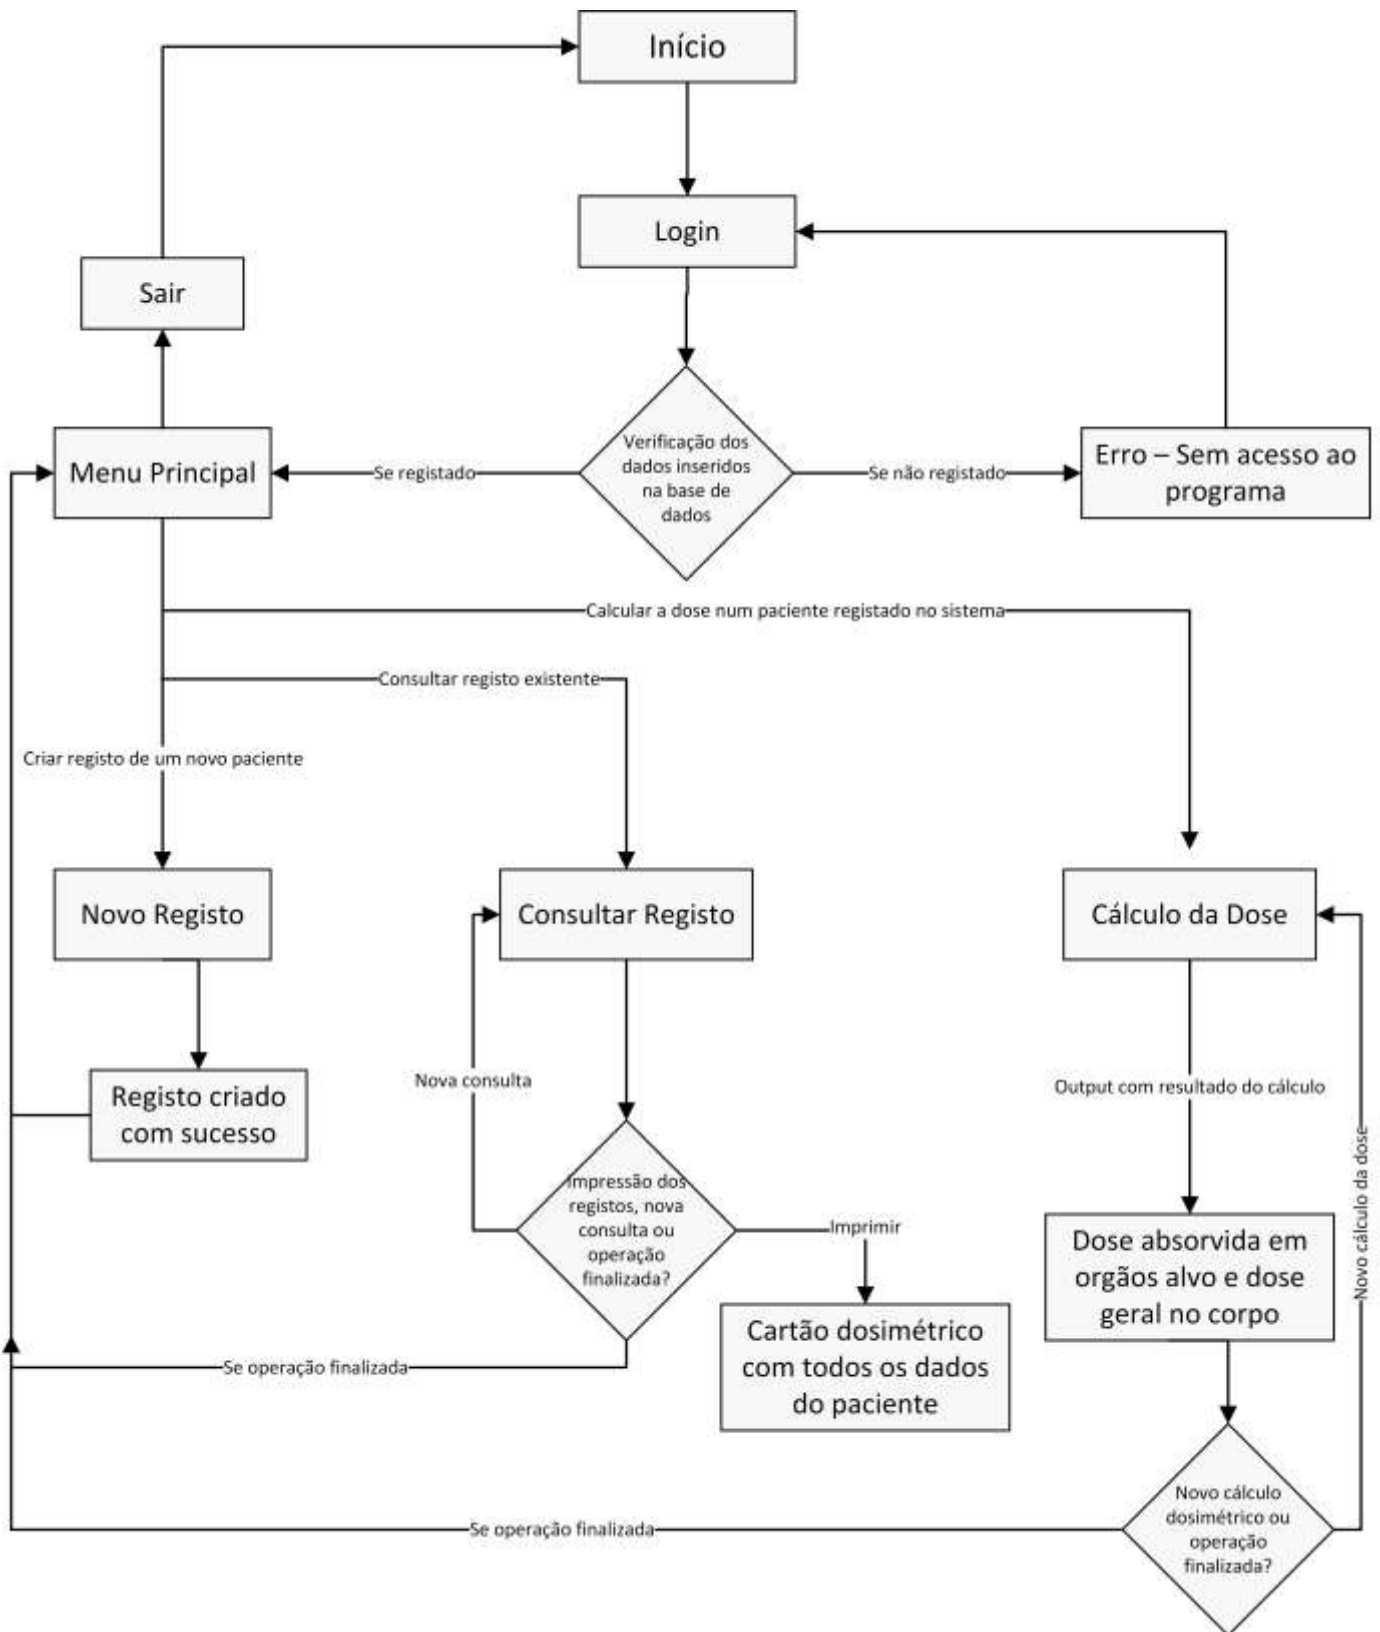 Início
Login
Sair
Verificação dos
dados inseridos
na base de
dados
Menu Principal
Se registado
Se não registado
Erro – Sem acesso ao
programa
Calcular a dose num paciente registado no sistema
Consultar registo existente
Criar registo de um novo paciente
Novo Registo
Consultar Registo
Cálculo da Dose
Nova consulta
Output com resultado do cálculo
Registo criado
com sucesso
Novo cálculo da dose
Impressão dos
registos, nova
consulta ou
operação
finalizada?
Imprimir
Dose absorvida em
orgãos alvo e dose
geral no corpo
Cartão dosimétrico
com todos os dados
do paciente
Se operação finalizada
Novo cálculo
dosimétrico ou
operação
finalizada?
Se operação finalizada